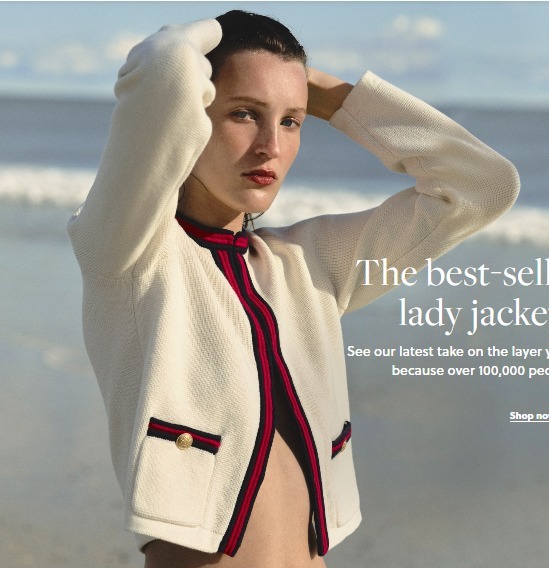 The best-sell
lady jacke
See our latest take on the layer y
because over 100,000 peo
Shop no